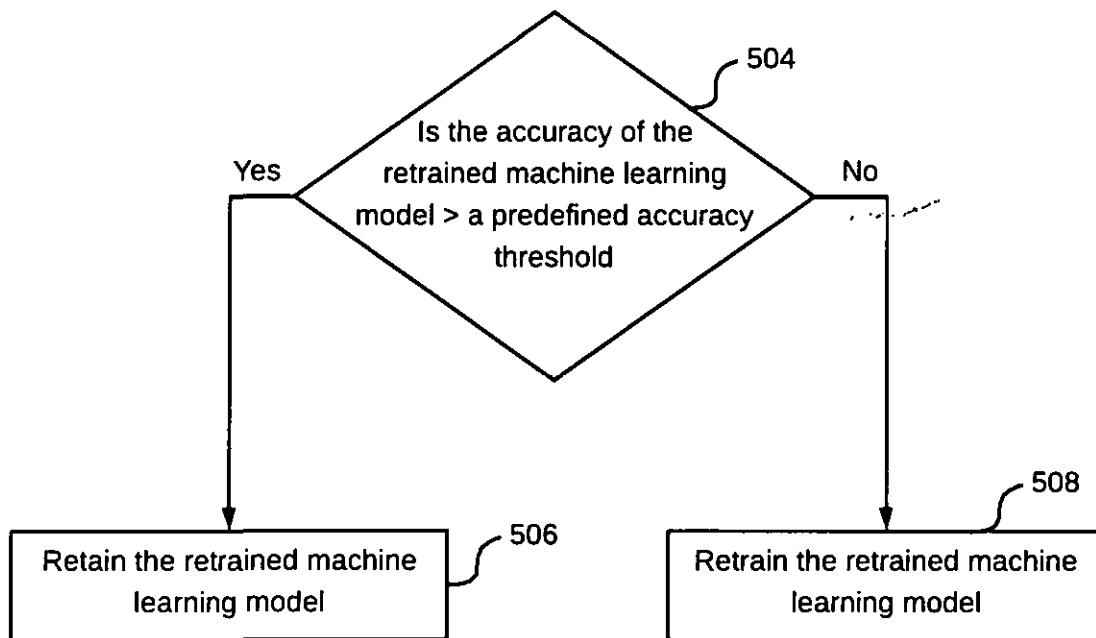 504
Is the accuracy of the
retrained machine learning
model > a predefined accuracy
threshold
Yes
No
508
506
Retain the retrained machine
learning model
Retrain the retrained machine
learning model